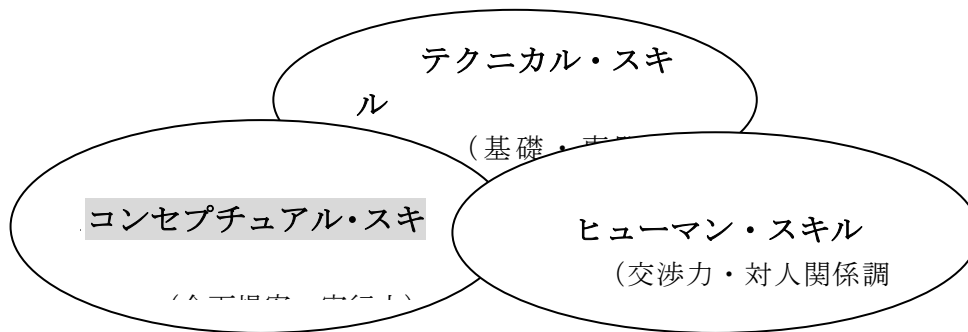 テクニカル・スキ
ル
(基礎・
コンセプチュアル・スキ
ヒューマン・スキル
(交渉力・対人関係調